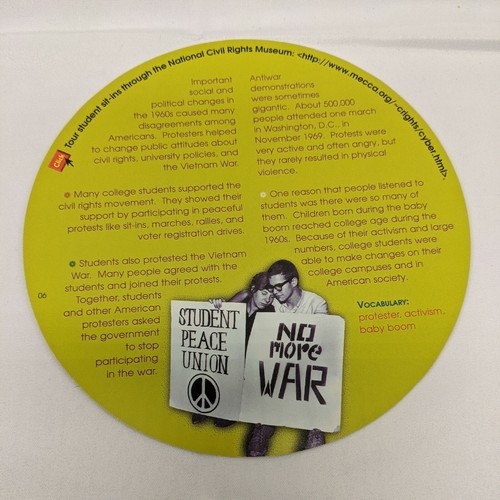 Click
Tour student sit-ins through the National Civil Rights Museum: <http://www.mecca.org/~crights/cyber.html>.
Important
social and
political changes in
the 1960s caused many
disagreements among
Americans. Protesters helped
to change public attitudes about
civil rights, university policies, and
the Vietnam War.
Many college students supported the
civil rights movement. They showed their
support by participating in peaceful
protests like sit-ins, marches, rallies, and
voter registration drives.
Students also protested the Vietnam
War. Many people agreed with the
students and joined their protests.
Together, students
and other American
protesters asked
the government
to stop
participating
in the war.
06
Antiwar
demonstrations
were sometimes
gigantic. About 500,000
people attended one march
in Washington, D.C., in
November 1969. Protests were
very active and often angry, but
they rarely resulted in physical
violence.
One reason that people listened to
students was there were so many of
them. Children born during the baby
boom reached college age during the
1960s. Because of their activism and large
numbers, college students were
able to make changes on their
college campuses and in
American society.
Vocabulary:
protester, activism,
baby boom
STUDENT
PEACE
UNION
NO
MORE
WAR